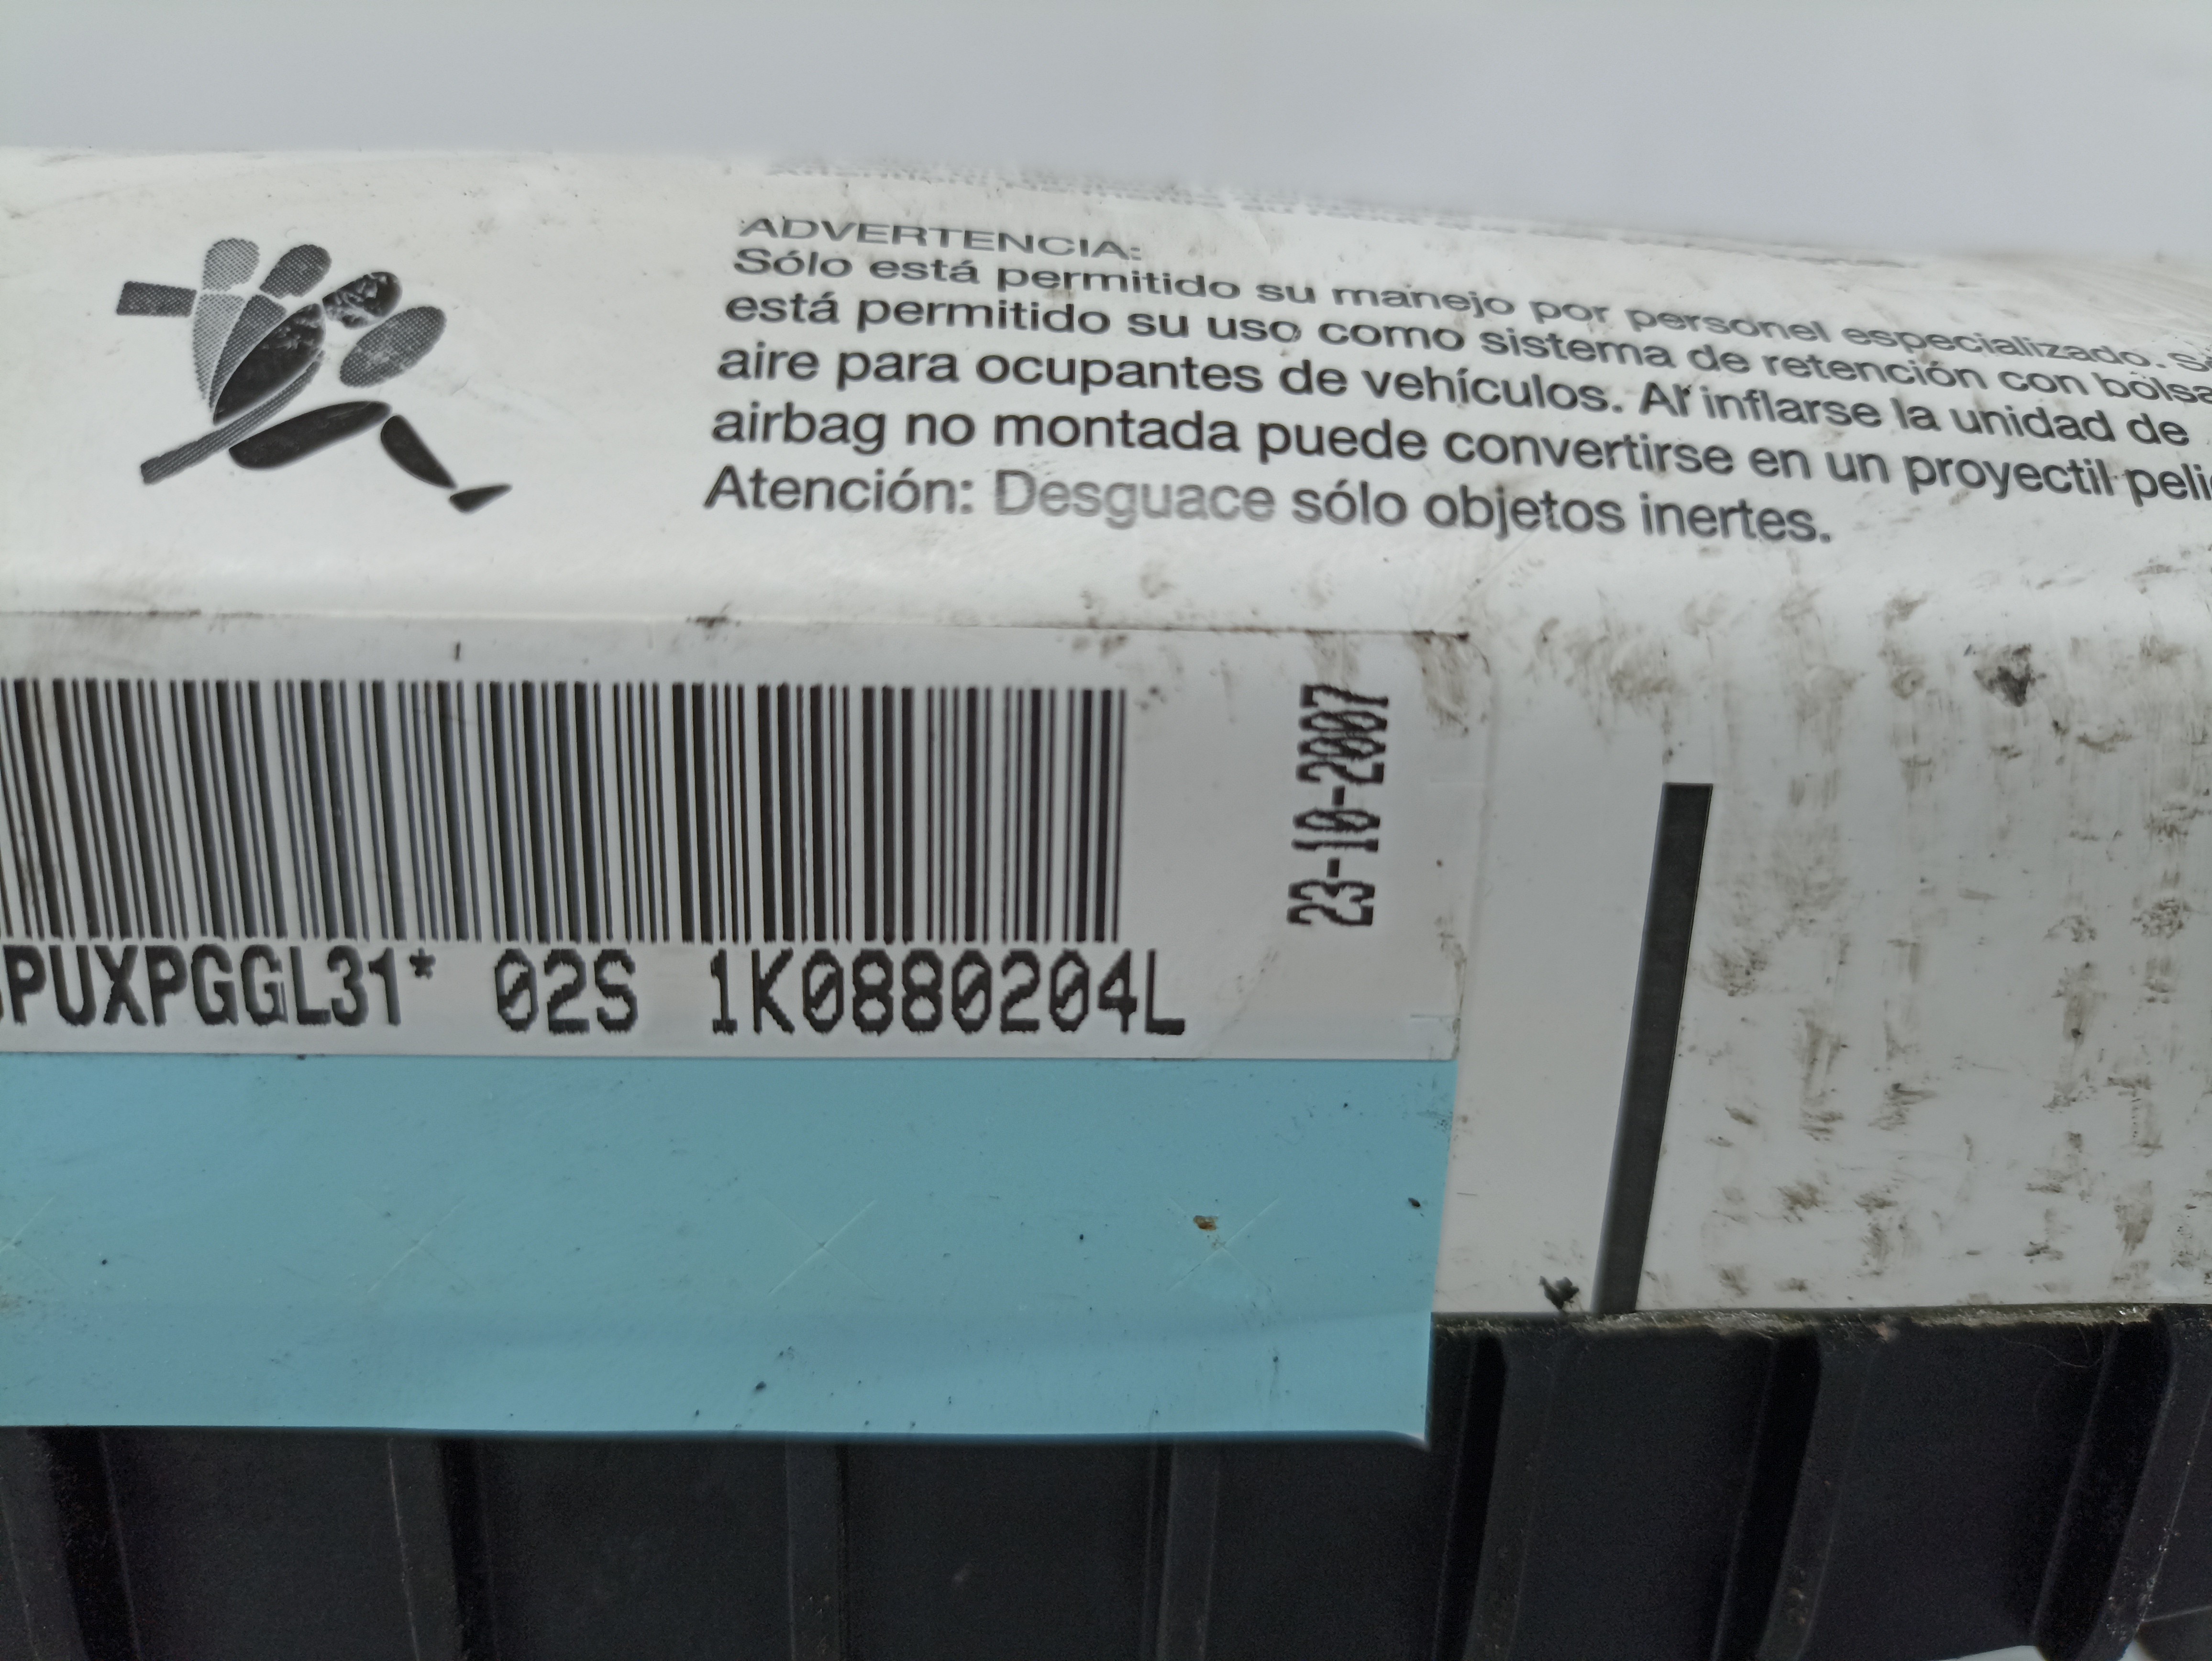 ADVERTENCIA:
Sólo está permitido su manejo por personel especializado.
está permitido su uso como sistema de retención con bolsa
aire para ocupantes de vehículos. Al inflarse la unidad de
airbag no montada puede convertirse en un proyectil
Atención: Desguace sólo objetos inertes.
23-10-2007
PUXPGGL31* 02S 1K0880204L